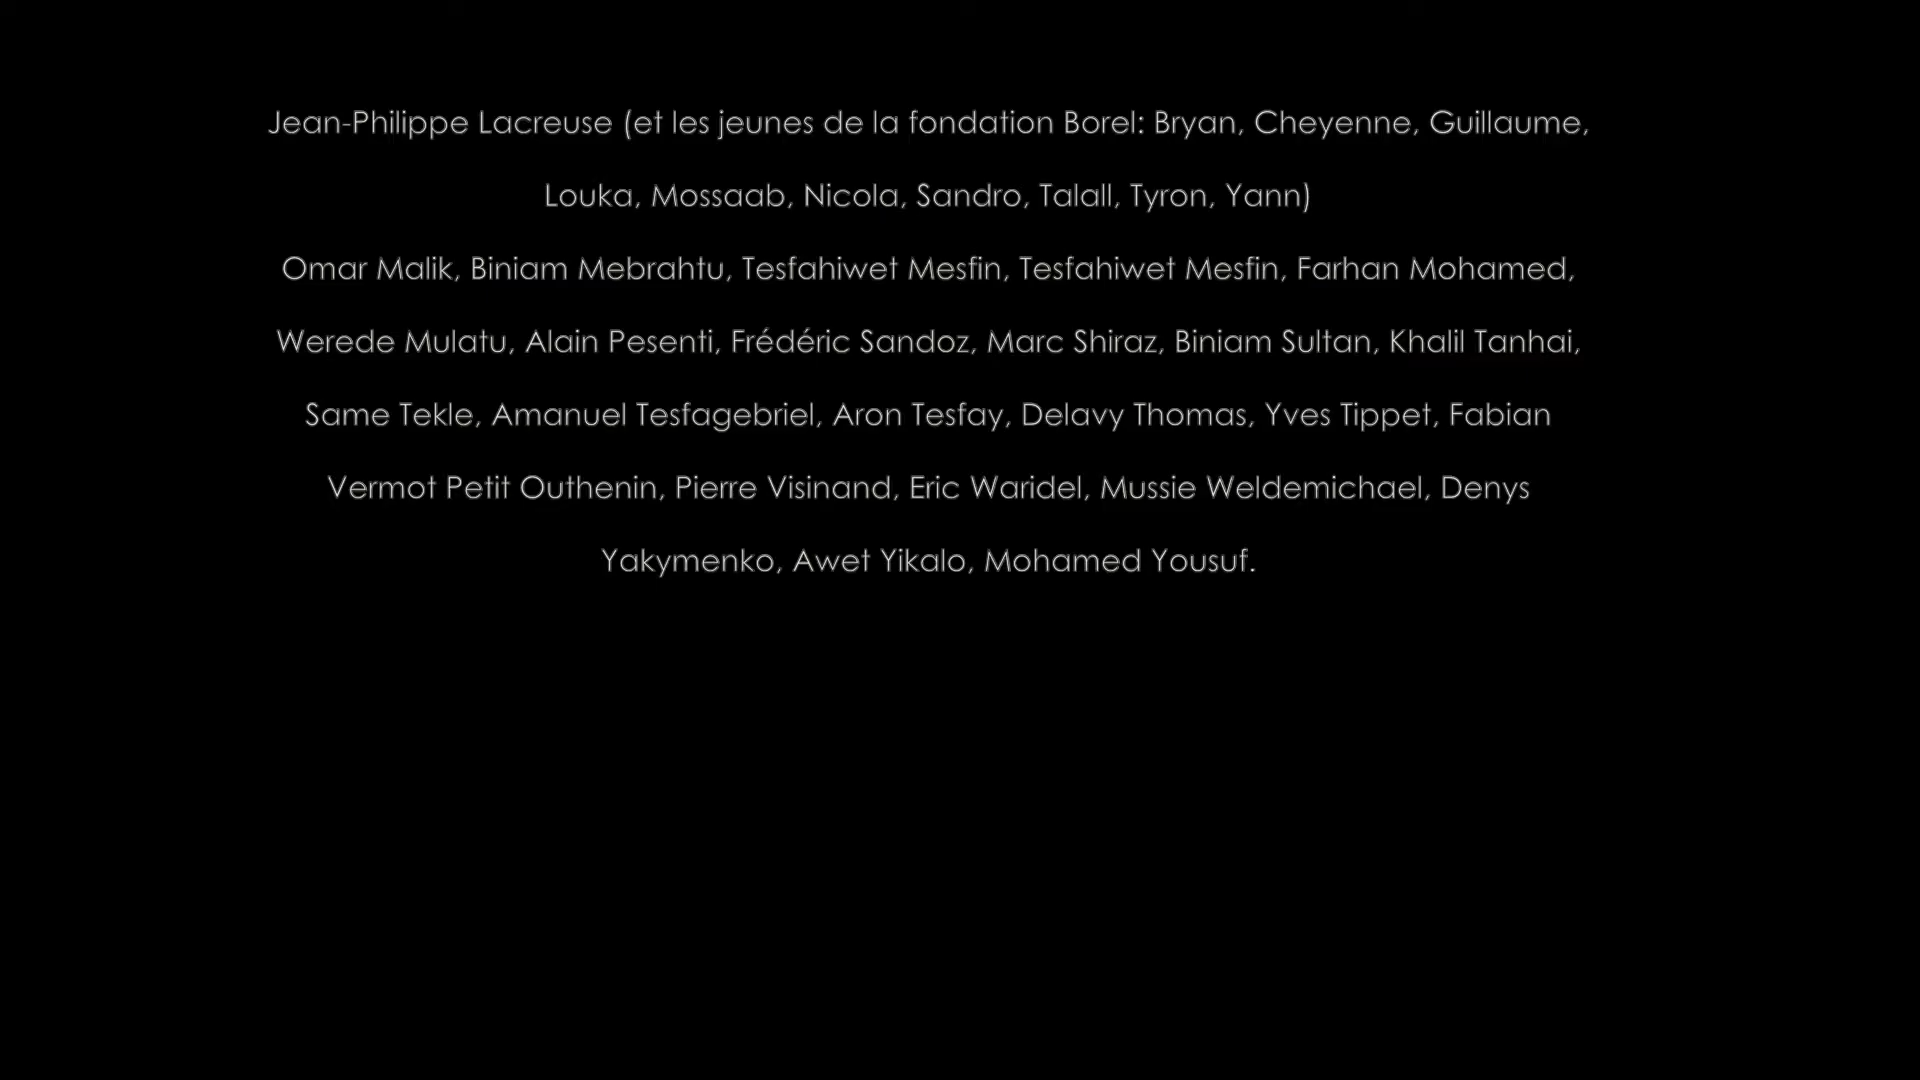 Jean-Philippe Lacreuse (et les jeunes de la fondation Borel: Bryan, Cheyenne, Guillaume,
Louka, Mossaab, Nicola, Sandro, Talall, Tyron, Yann)
Omar Malik, Biniam Mebrahtu, Tesfahiwet Mesfin, Tesfahiwet Mesfin, Farhan Mohamed,
Werede Mulatu, Alain Pesenti, Frédéric Sandoz, Marc Shiraz, Biniam Sultan, Khalil Tanhai,
Same Tekle, Amanuel Tesfagebriel, Aron Tesfay, Delavy Thomas, Yves Tippet, Fabian
Vermot Petit Outhenin, Pierre Visinand, Eric Waridel, Mussie Weldemichael, Denys
Yakymenko, Awet Yikalo, Mohamed Yousuf.